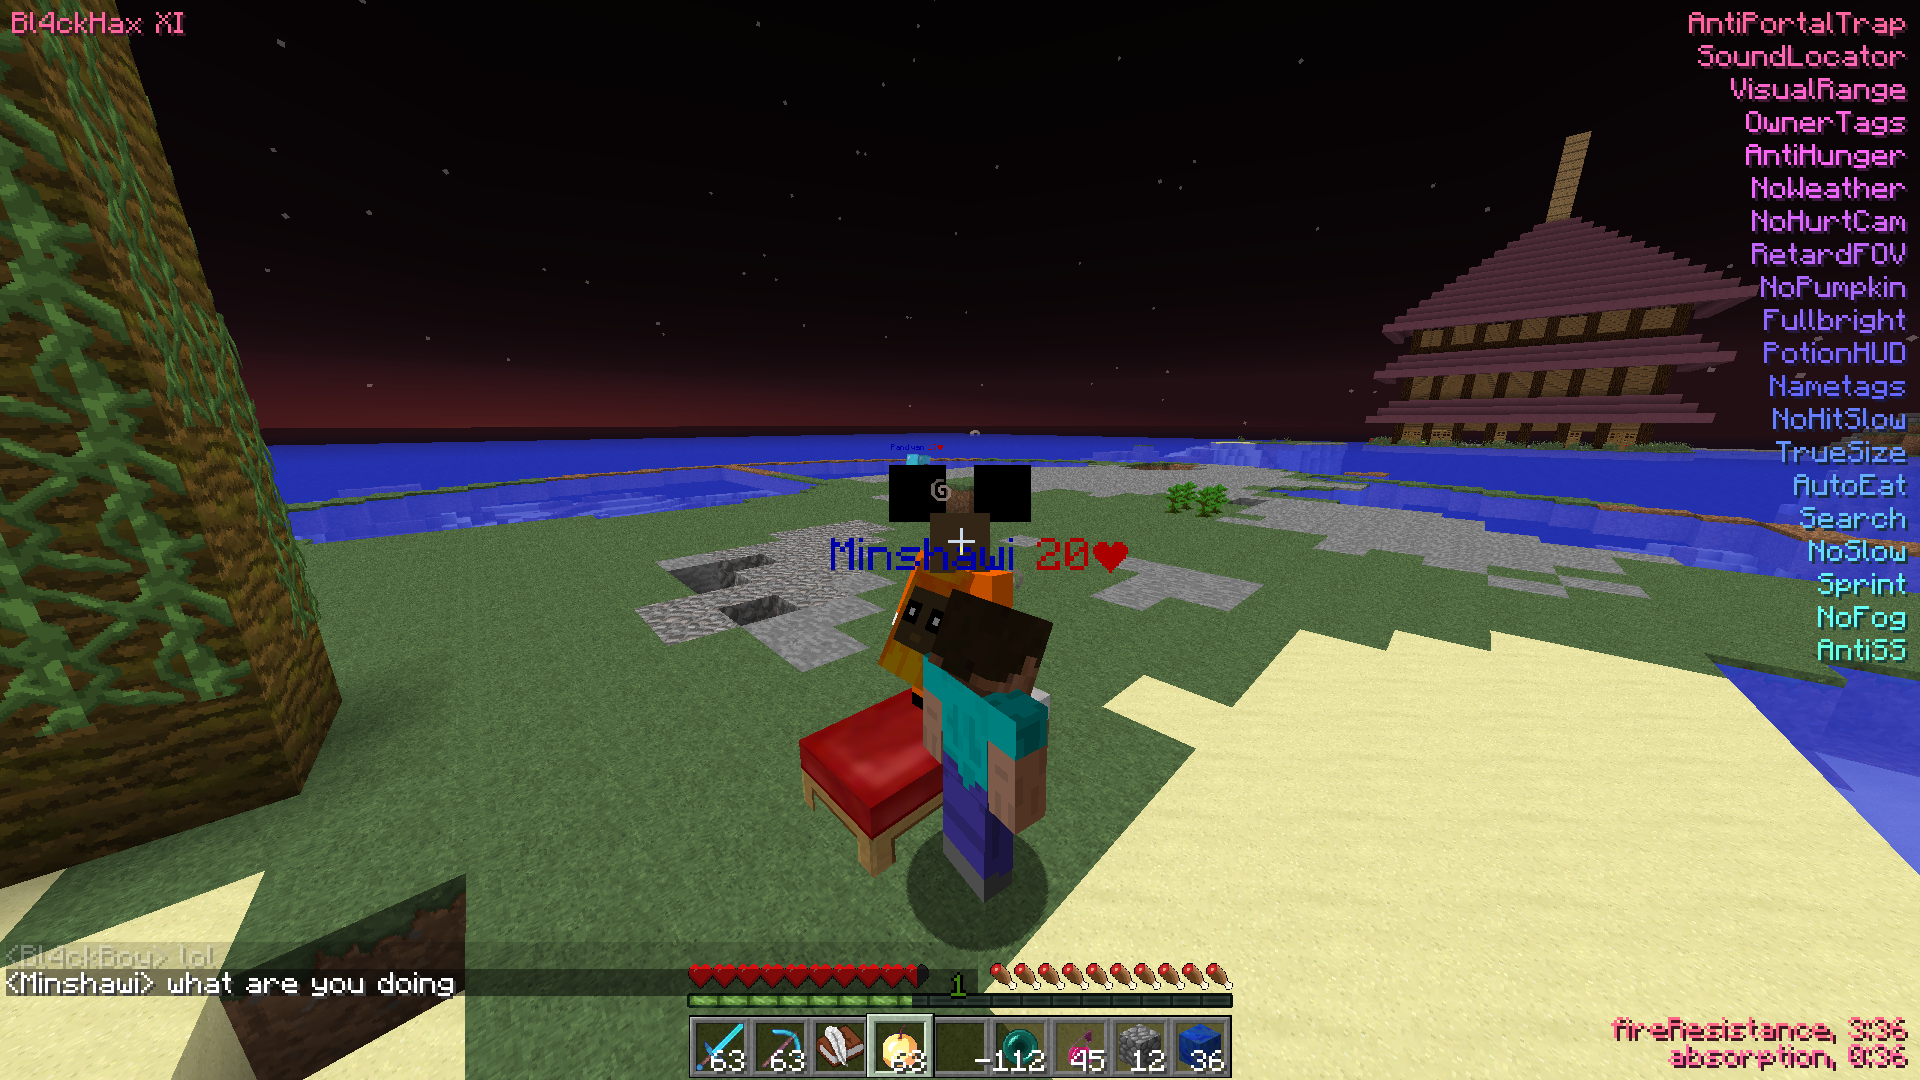 Bl4ckHax XI
AntiPortalTrap
SoundLocator
VisualRange
OwnerTags
AntiHunger
NoWeather
NoHurtCam
RetardFOV
NoPumpkin
Fullbright
PotionHUD
Nametags
NoHitSlow
TrueSize
AutoEat
Search
NoSlow
Sprint
NoFog
AntiSS
Minshawi 20♥
<Bl4ckBoy> lol
<Minshawi> what are you doing
1
63 63 63 -112 45 12 36
fireResistance, 3:36
absorption, 0:36